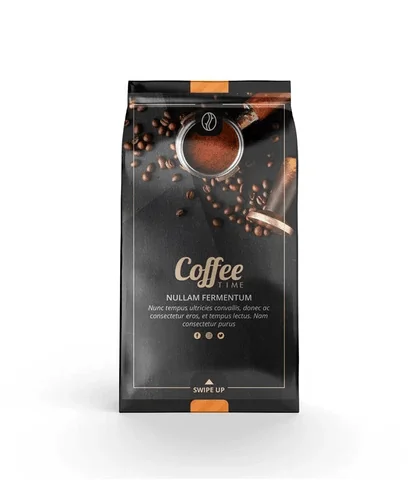 Coffee
TIME
NULLAM FERMENTUM
Nunc tempus ultricies convallis, donec ac
consectetur eros, et tempus lectus. Nam
consectetur purus
SWIPE UP